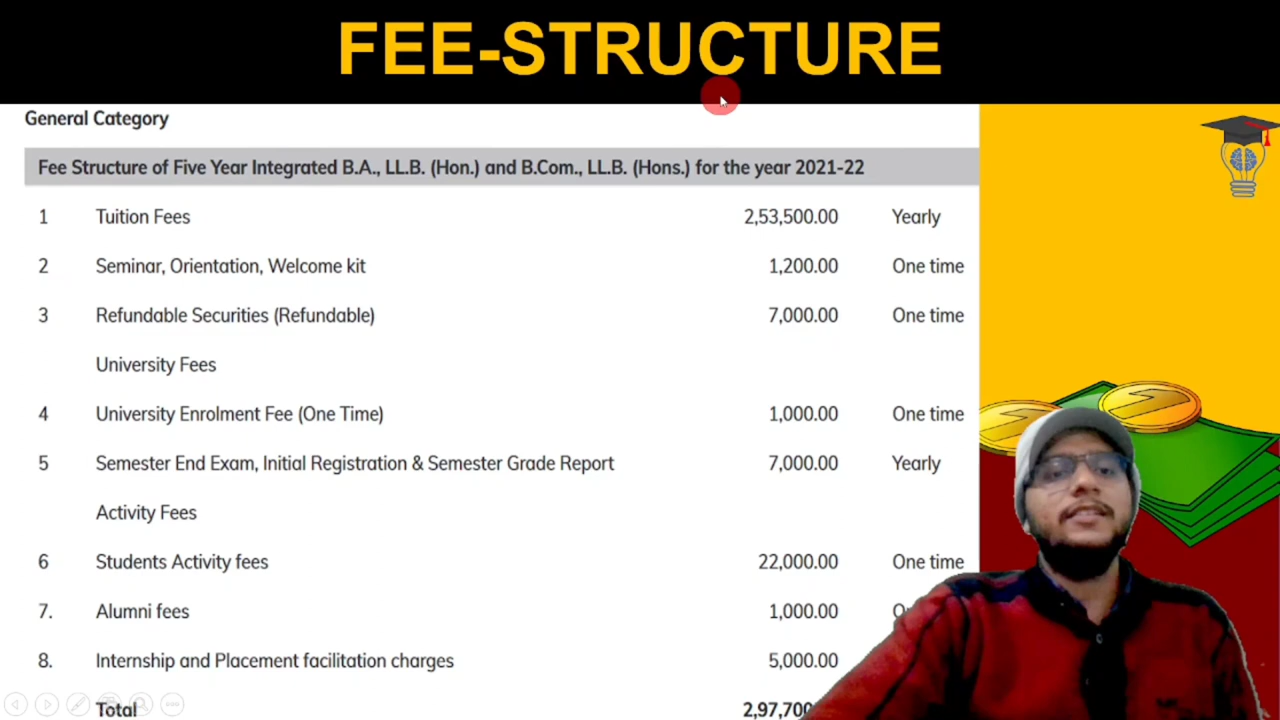 FEE-STRUCTURE
General Category
Fee Structure of Five Year Integrated B.A., LL.B. (Hon.) and B.Com., LL.B. (Hons.) for the year 2021-22
1 Tuition Fees 2,53,500.00 Yearly
2 Seminar, Orientation, Welcome kit 1,200.00 One time
3 Refundable Securities (Refundable) 7,000.00 One time
University Fees
4 University Enrolment Fee (One Time) 1,000.00 One time
5 Semester End Exam, Initial Registration & Semester Grade Report 7,000.00 Yearly
Activity Fees
6 Students Activity fees 22,000.00 One time
7. Alumni fees 1,000.00
8. Internship and Placement facilitation charges 5,000.00
Total